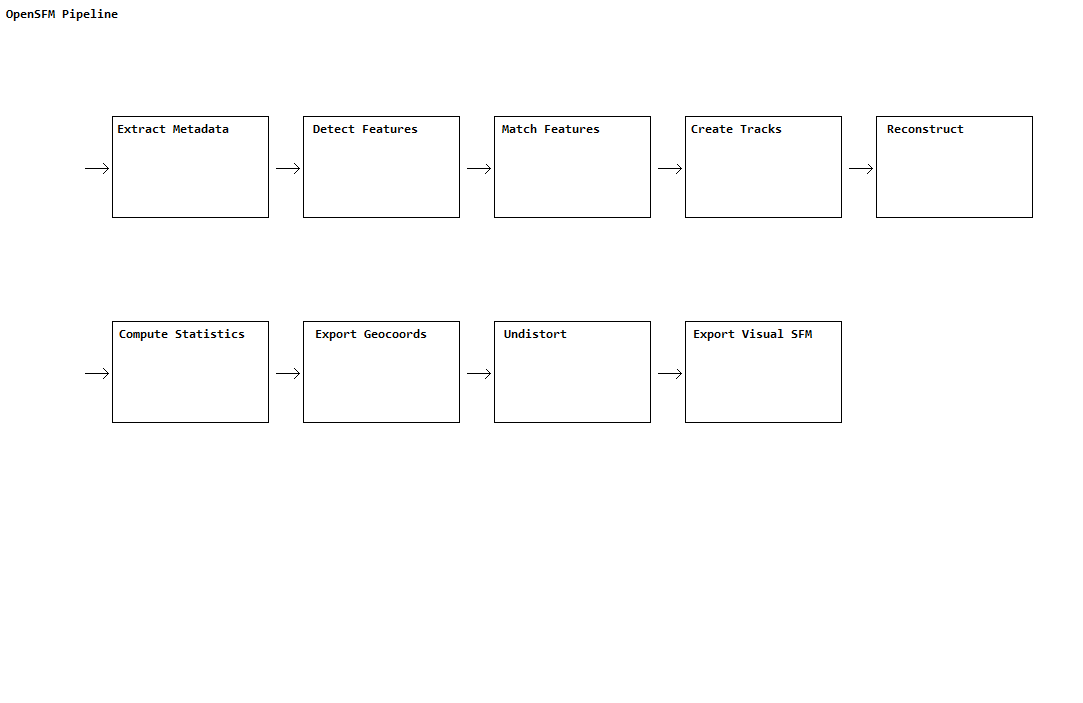 OpenSFM Pipeline
Extract Metadata
Detect Features
Match Features
Create Tracks
Reconstruct
Compute Statistics
Export Geocoords
Undistort
Export Visual SFM